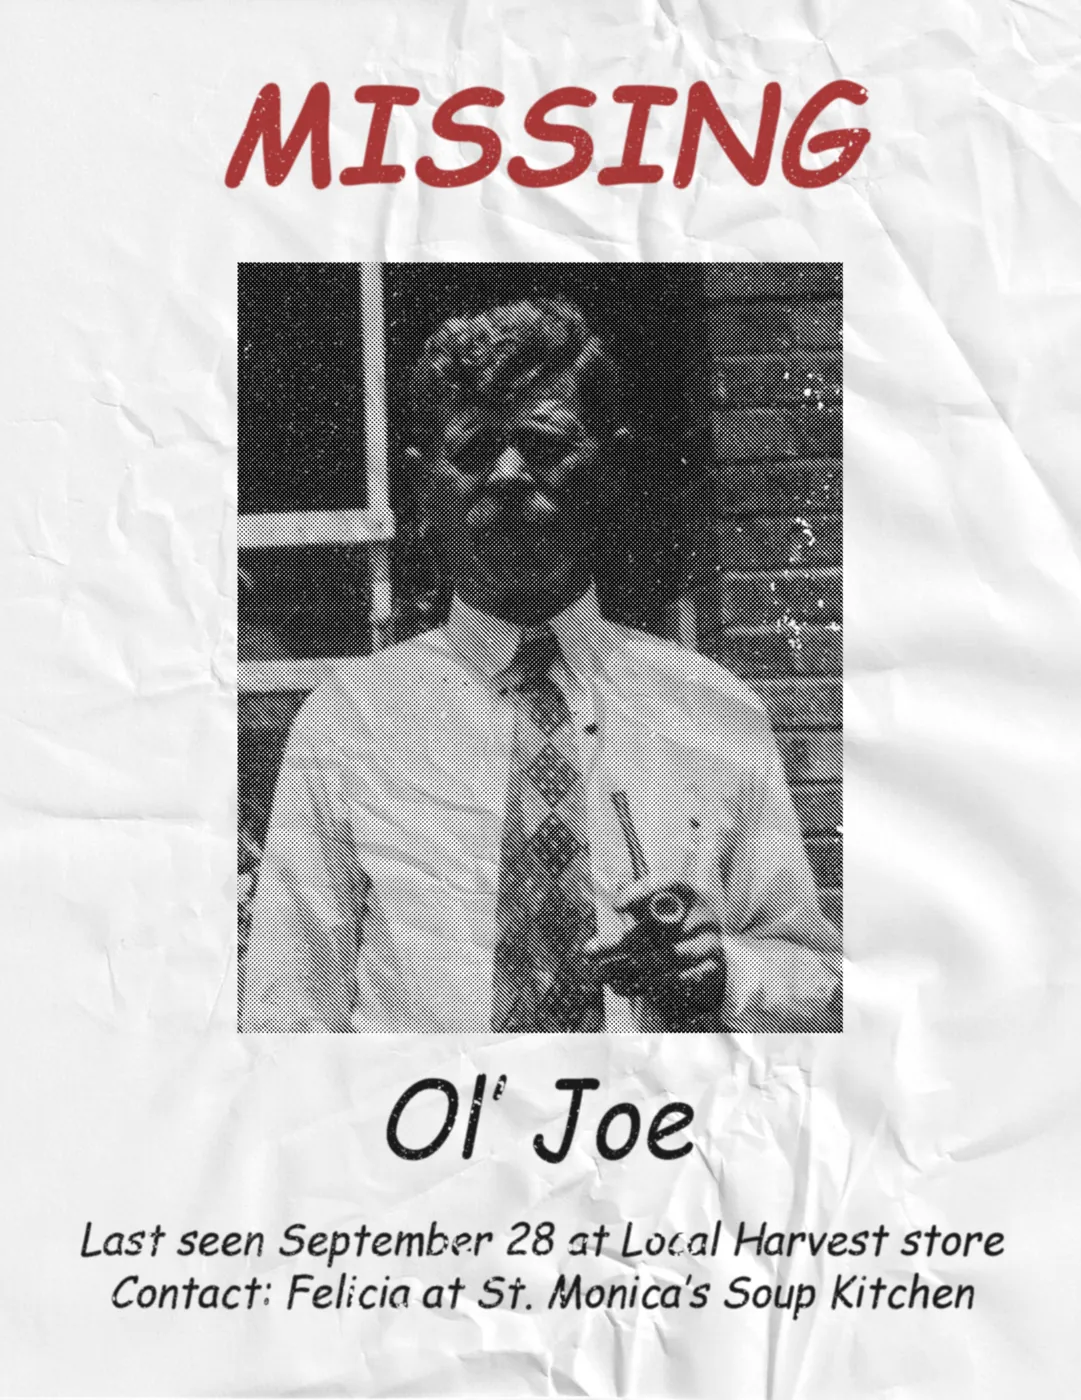 MISSING
Ol' Joe
Last seen September 28 at Local Harvest store
Contact: Felicia at St. Monica's Soup Kitchen